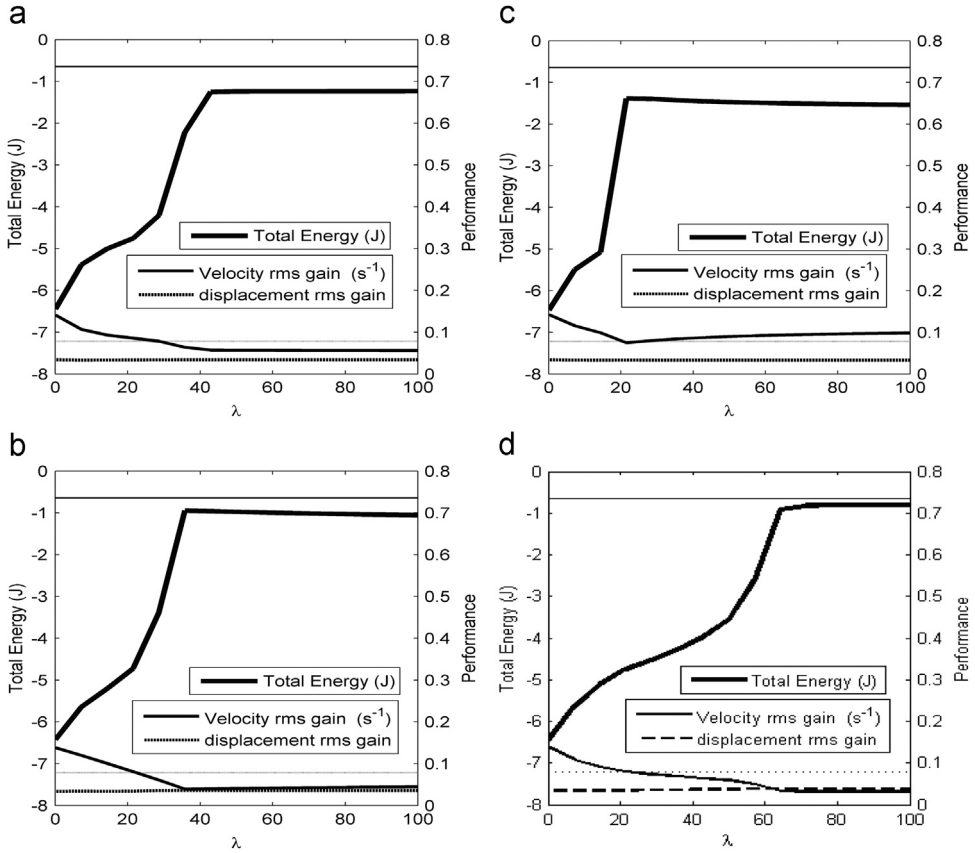 a
0
-1
-2
-3
-4
-5
-6
-7
-8
0.8
0.7
0.6
0.5
0.4
0.3
0.2
0.1
0
Total Energy (J)
Performance
Total Energy (J)
Velocity rms gain (s-1)
displacement rms gain
0 20 40 60 80 100
λ
c
0
-1
-2
-3
-4
-5
-6
-7
-8
0.8
0.7
0.6
0.5
0.4
0.3
0.2
0.1
0
Total Energy (J)
Performance
Total Energy (J)
Velocity rms gain (s-1)
displacement rms gain
0 20 40 60 80 100
λ
b
0
-1
-2
-3
-4
-5
-6
-7
-8
0.8
0.7
0.6
0.5
0.4
0.3
0.2
0.1
0
Total Energy (J)
Performance
Total Energy (J)
Velocity rms gain (s-1)
displacement rms gain
0 20 40 60 80 100
λ
d
0
-1
-2
-3
-4
-5
-6
-7
-8
0.8
0.7
0.6
0.5
0.4
0.3
0.2
0.1
0
Total Energy (J)
Performance
Total Energy (J)
Velocity rms gain (s-1)
displacement rms gain
0 20 40 60 80 100
λ